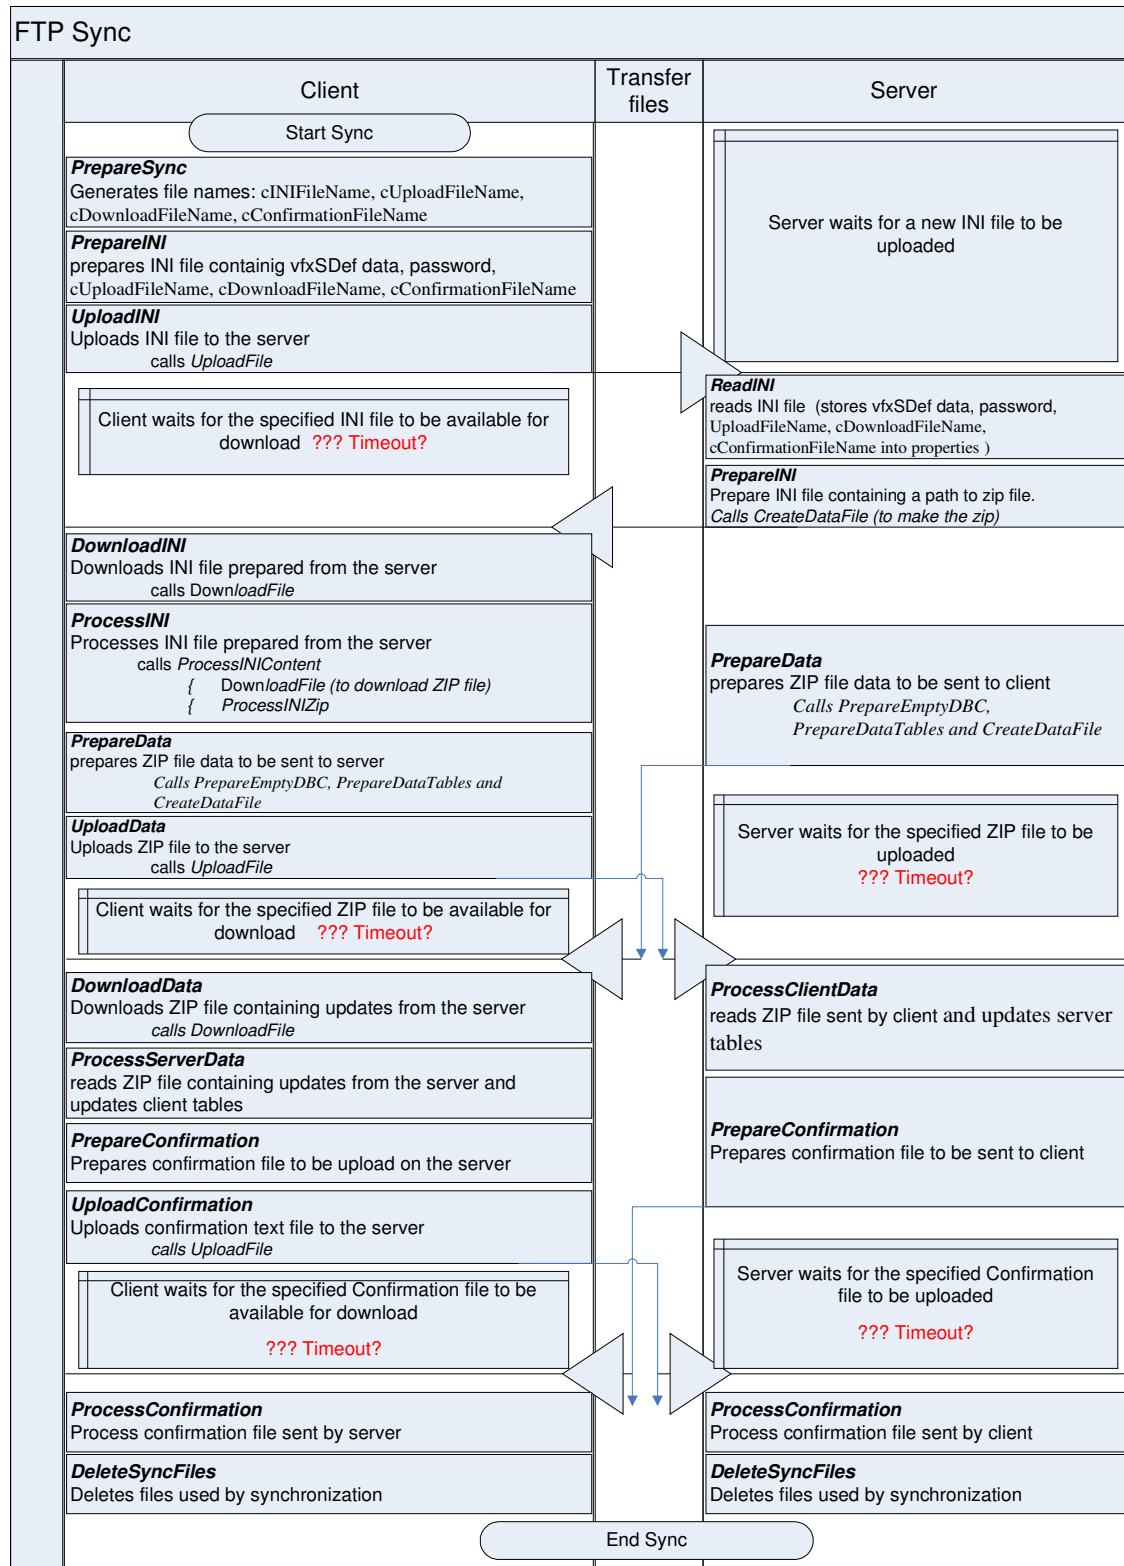 FTP Sync
Client
Transfer
files
Server
Start Sync
PrepareSync
Generates file names: cINIFileName, cUploadFileName,
cDownloadFileName, cConfirmationFileName
PrepareINI
prepares INI file containig vfxSDef data, password,
cUploadFileName, cDownloadFileName, cConfirmationFileName
UploadINI
Uploads INI file to the server
calls UploadFile
Server waits for a new INI file to be
uploaded
Client waits for the specified INI file to be available for
download ??? Timeout?
ReadINI
reads INI file (stores vfxSDef data, password,
UploadFileName, cDownloadFileName,
cConfirmationFileName into properties )
PrepareINI
Prepare INI file containing a path to zip file.
Calls CreateDataFile (to make the zip)
DownloadINI
Downloads INI file prepared from the server
calls DownloadFile
ProcessINI
Processes INI file prepared from the server
calls ProcessINIContent
{ DownloadFile (to download ZIP file)
{ ProcessINIZip
PrepareData
prepares ZIP file data to be sent to client
Calls PrepareEmptyDBC,
PrepareDataTables and CreateDataFile
PrepareData
prepares ZIP file data to be sent to server
Calls PrepareEmptyDBC, PrepareDataTables and
CreateDataFile
UploadData
Uploads ZIP file to the server
calls UploadFile
Server waits for the specified ZIP file to be
uploaded
??? Timeout?
Client waits for the specified ZIP file to be available for
download ??? Timeout?
DownloadData
Downloads ZIP file containing updates from the server
calls DownloadFile
ProcessClientData
reads ZIP file sent by client and updates server
tables
ProcessServerData
reads ZIP file containing updates from the server and
updates client tables
PrepareConfirmation
Prepares confirmation file to be upload on the server
PrepareConfirmation
Prepares confirmation file to be sent to client
UploadConfirmation
Uploads confirmation text file to the server
calls UploadFile
Client waits for the specified Confirmation file to be
available for download
??? Timeout?
Server waits for the specified Confirmation
file to be uploaded
??? Timeout?
ProcessConfirmation
Process confirmation file sent by server
ProcessConfirmation
Process confirmation file sent by client
DeleteSyncFiles
Deletes files used by synchronization
DeleteSyncFiles
Deletes files used by synchronization
End Sync